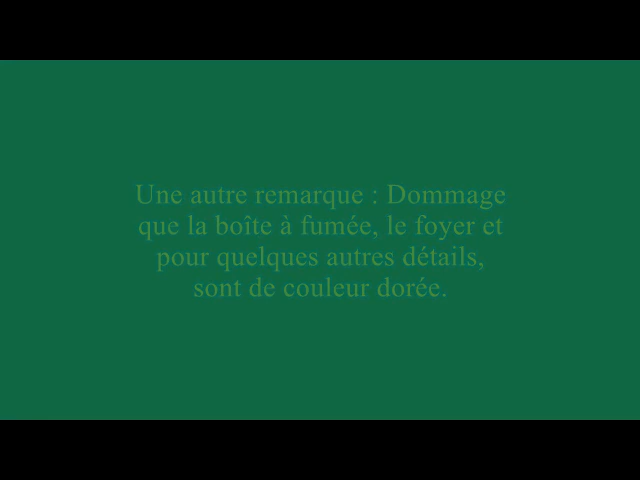 Une autre remarque : Dommage
que la boîte à fumée, le foyer et
pour quelques autres détails,
sont de couleur dorée.